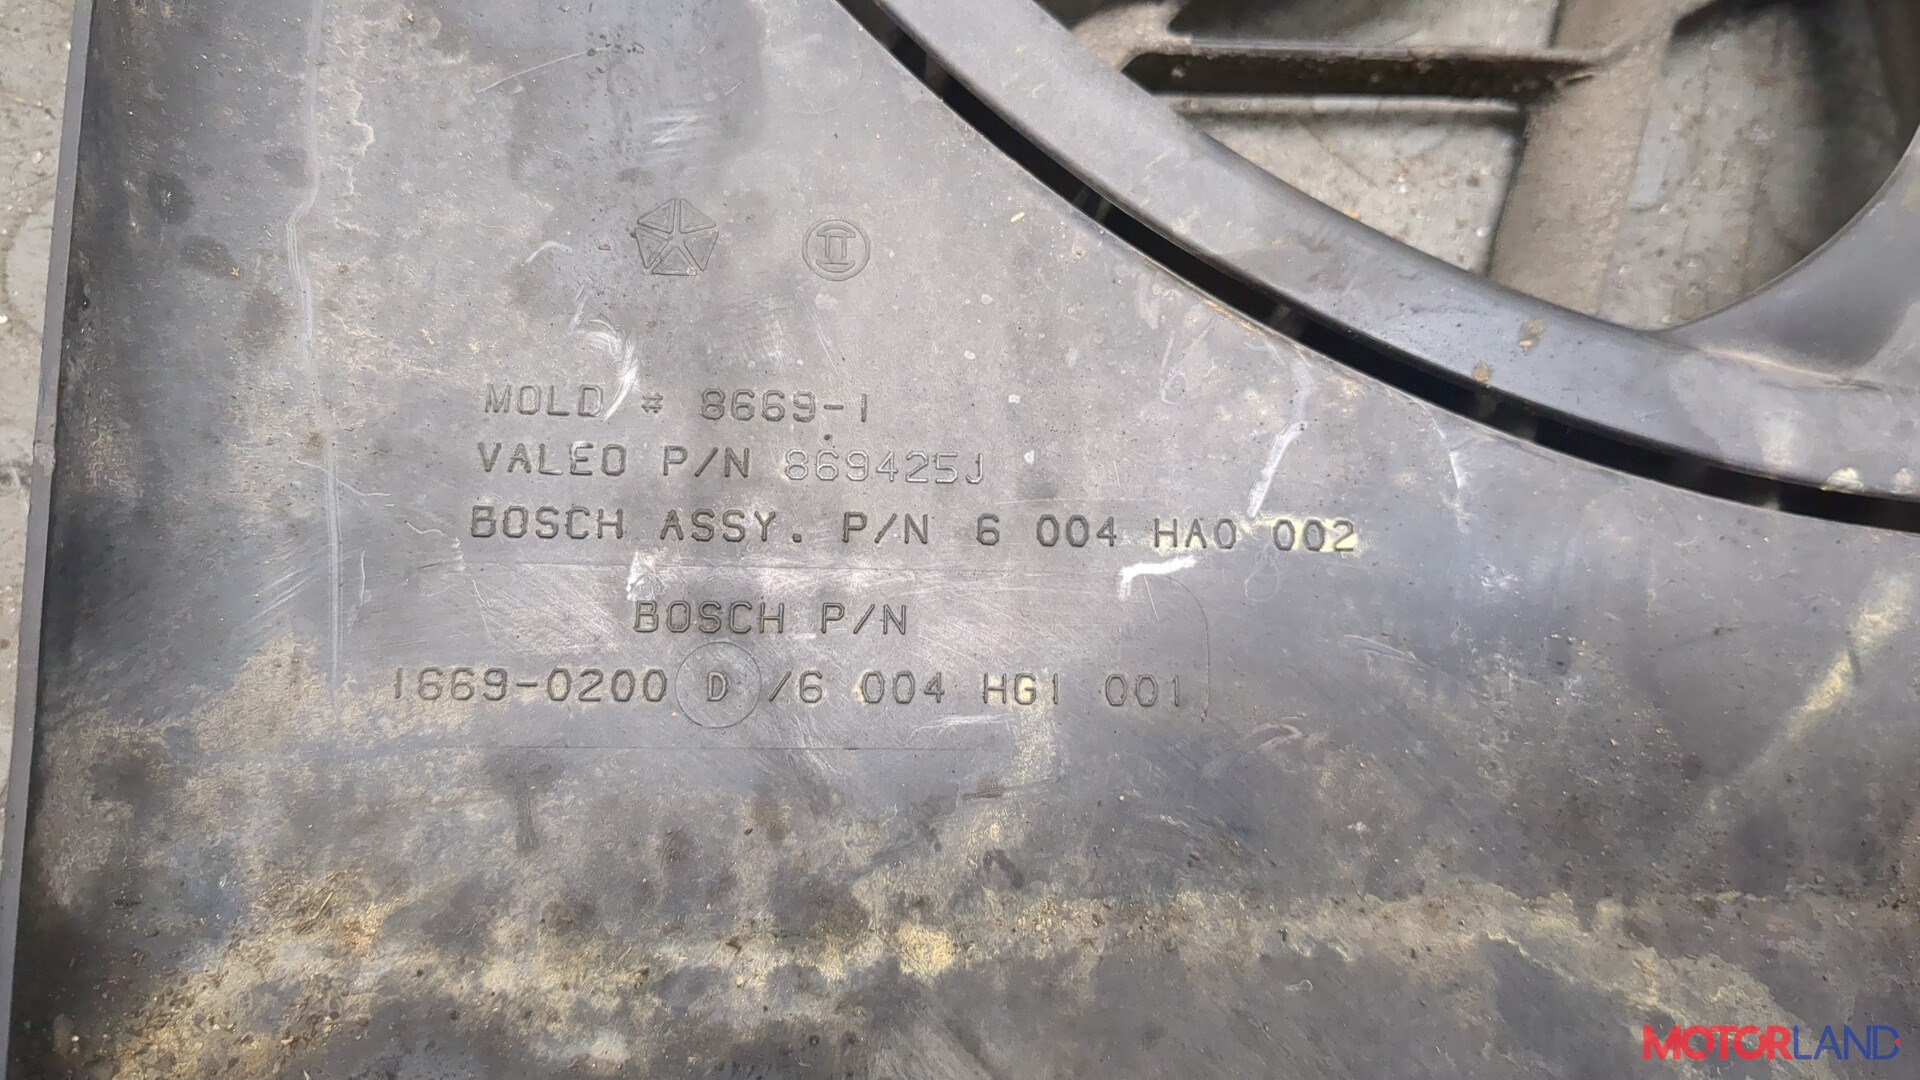 MOLD # 8669-1
VALEO P/N 869425J
BOSCH ASSY. P/N 6 004 HA0 002
BOSCH P/N
1669-0200 D /6 004 HG1 001
MOTORLAND